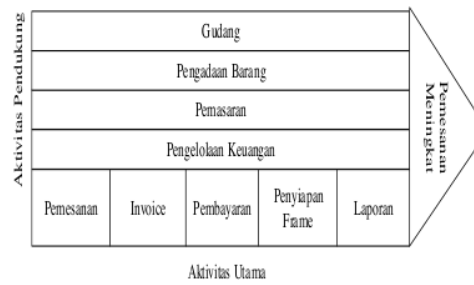 Aktivitas Pendukung
Gudang
Pengadaan Barang
Pemasaran
Pengelolaan Keuangan
Pemesanan
Invoice
Pembayaran
Penyiapan
Frame
Laporan
Pemesanan
Meningkat
Aktivitas Utama